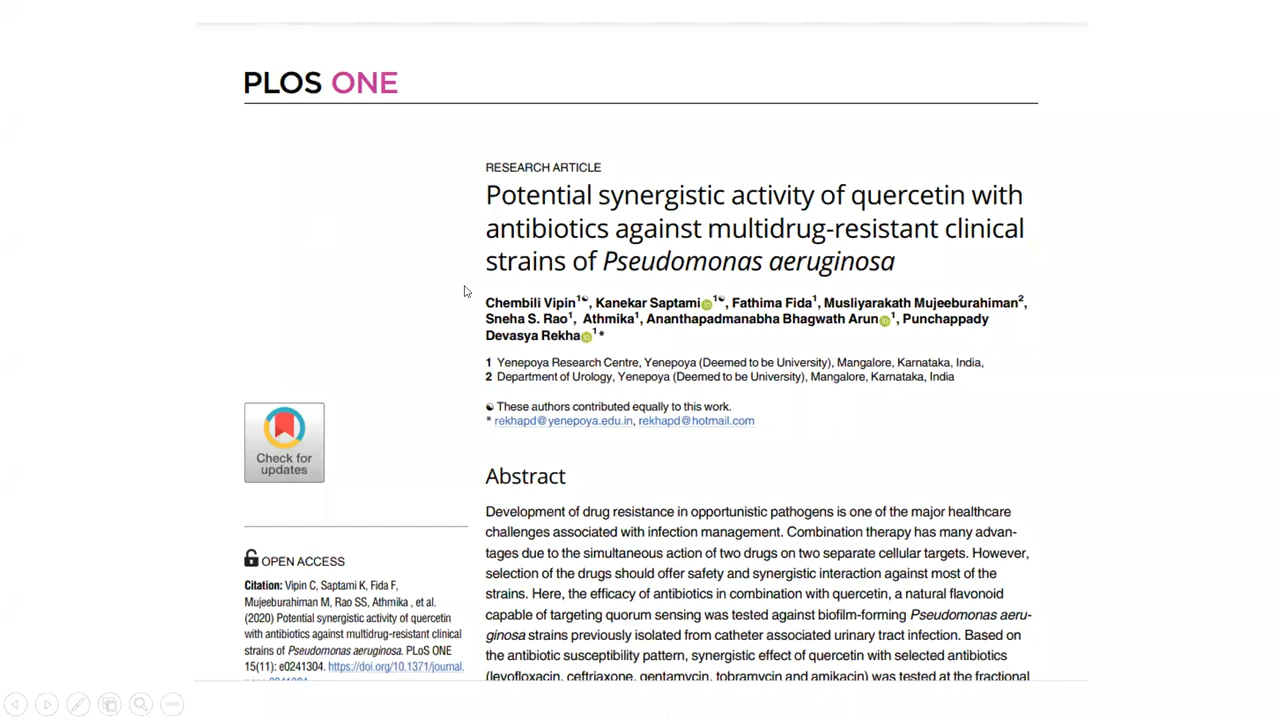 PLOS ONE
RESEARCH ARTICLE
Potential synergistic activity of quercetin with
antibiotics against multidrug-resistant clinical
strains of Pseudomonas aeruginosa
Chembili Vipin1☯, Kanekar Saptami1☯, Fathima Fida1, Musliyarakath Mujeeburahiman2,
Sneha S. Rao1, Athmika1, Ananthapadmanabha Bhagwath Arun1, Punchappady
Devasya Rekha1*
1 Yenepoya Research Centre, Yenepoya (Deemed to be University), Mangalore, Karnataka, India,
2 Department of Urology, Yenepoya (Deemed to be University), Mangalore, Karnataka, India
☯ These authors contributed equally to this work.
* rekhapd@yenepoya.edu.in, rekhapd@hotmail.com
Check for
updates
Abstract
Development of drug resistance in opportunistic pathogens is one of the major healthcare
challenges associated with infection management. Combination therapy has many advan-
tages due to the simultaneous action of two drugs on two separate cellular targets. However,
selection of the drugs should offer safety and synergistic interaction against most of the
strains. Here, the efficacy of antibiotics in combination with quercetin, a natural flavonoid
capable of targeting quorum sensing was tested against biofilm-forming Pseudomonas aeru-
ginosa strains previously isolated from catheter associated urinary tract infection. Based on
the antibiotic susceptibility pattern, synergistic effect of quercetin with selected antibiotics
(levofloxacin, ceftriaxone, gentamycin, tobramycin and amikacin) was tested at the fractional
OPEN ACCESS
Citation: Vipin C, Saptami K, Fida F,
Mujeeburahiman M, Rao SS, Athmika , et al.
(2020) Potential synergistic activity of quercetin
with antibiotics against multidrug-resistant clinical
strains of Pseudomonas aeruginosa. PLoS ONE
15(11): e0241304. https://doi.org/10.1371/journal.